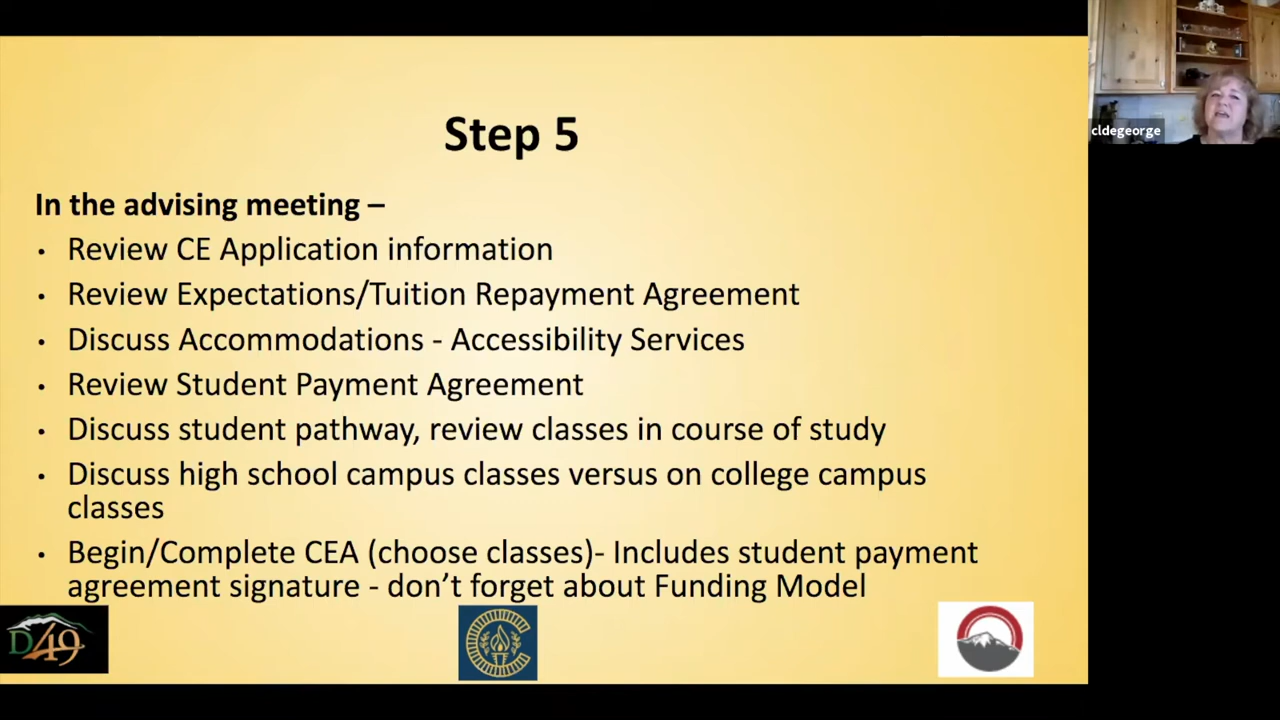 Step 5
cldegeorge
In the advising meeting –
• Review CE Application information
• Review Expectations/Tuition Repayment Agreement
• Discuss Accommodations - Accessibility Services
• Review Student Payment Agreement
• Discuss student pathway, review classes in course of study
• Discuss high school campus classes versus on college campus
classes
• Begin/Complete CEA (choose classes)- Includes student payment
agreement signature - don’t forget about Funding Model
D49